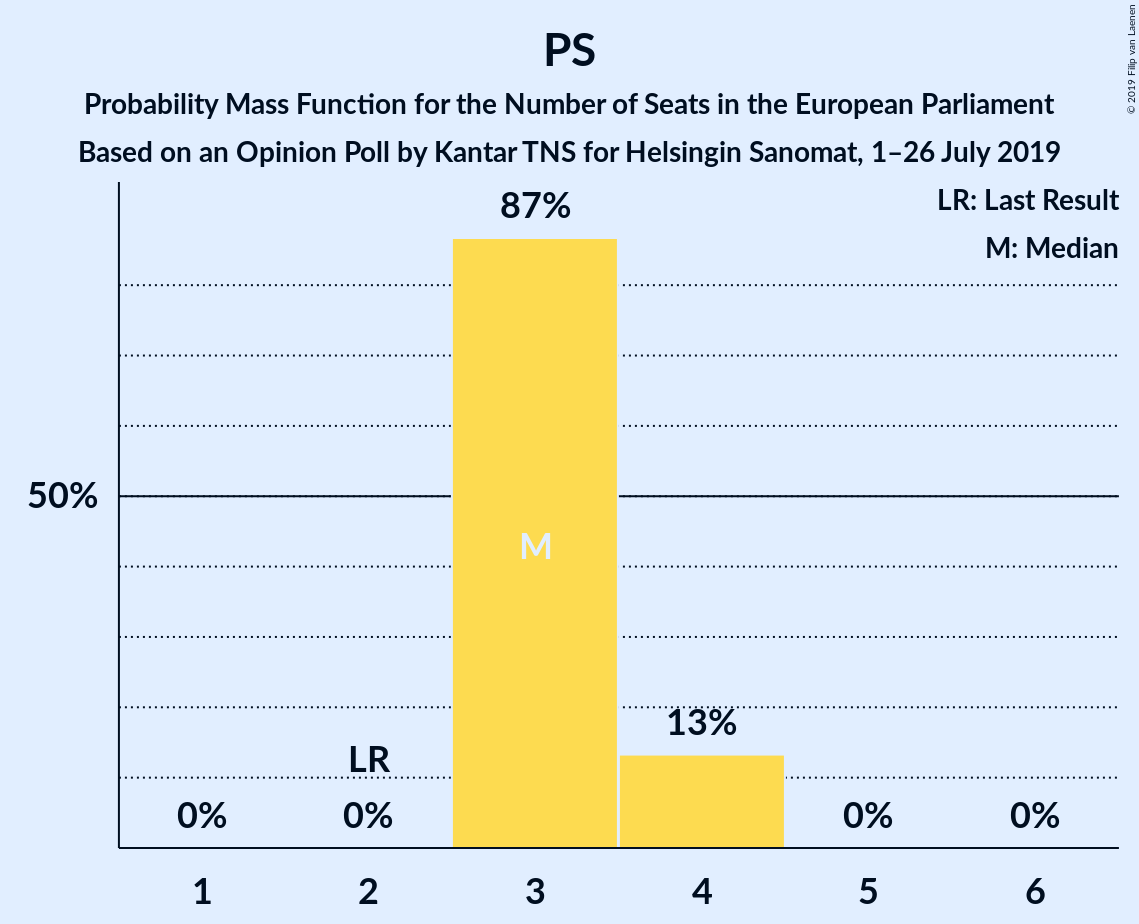 PS
Probability Mass Function for the Number of Seats in the European Parliament
Based on an Opinion Poll by Kantar TNS for Helsingin Sanomat, 1–26 July 2019
© 2019 Filip van Laenen
LR: Last Result
M: Median
87%
50%
M
13%
LR
0% 0% 0% 0%
1 2 3 4 5 6